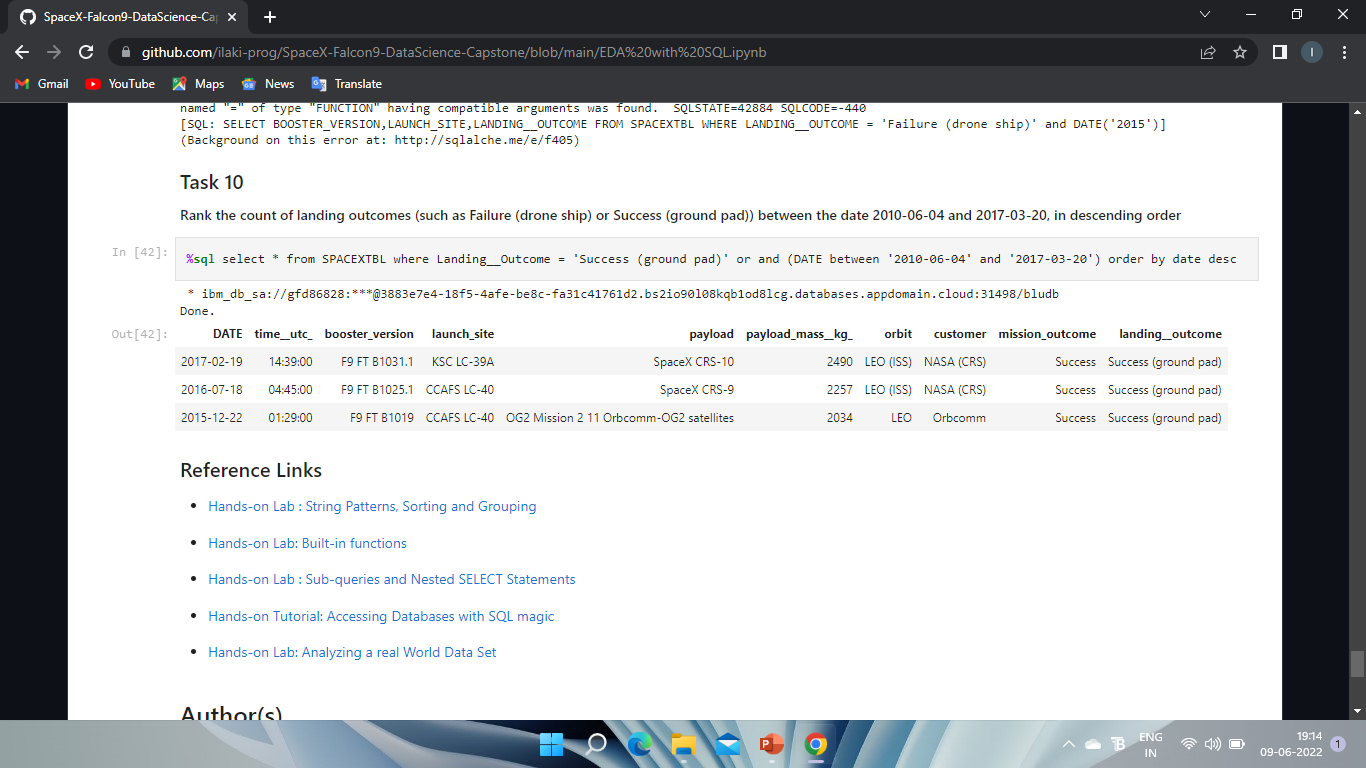 SpaceX-Falcon9-DataScience-Cap
github.com/ilaki-prog/SpaceX-Falcon9-DataScience-Capstone/blob/main/EDA%20with%20SQL.ipynb
I
Gmail YouTube Maps News Translate
named "=" of type "FUNCTION" having compatible arguments was found. SQLSTATE=42884 SQLCODE=-440
[SQL: SELECT BOOSTER_VERSION,LAUNCH_SITE,LANDING__OUTCOME FROM SPACEXTBL WHERE LANDING__OUTCOME = 'Failure (drone ship)' and DATE('2015')]
(Background on this error at: http://sqlalche.me/e/f405)
Task 10
Rank the count of landing outcomes (such as Failure (drone ship) or Success (ground pad)) between the date 2010-06-04 and 2017-03-20, in descending order
In [42]: %sql select * from SPACEXTBL where Landing__Outcome = 'Success (ground pad)' or and (DATE between '2010-06-04' and '2017-03-20') order by date desc
* ibm_db_sa://gfd86828:***@3883e7e4-18f5-4afe-be8c-fa31c41761d2.bs2io90l08kqb1od8lcg.databases.appdomain.cloud:31498/bludb
Done.
Out[42]: DATE time__utc_ booster_version launch_site payload payload_mass__kg_ orbit customer mission_outcome landing__outcome
2017-02-19 14:39:00 F9 FT B1031.1 KSC LC-39A SpaceX CRS-10 2490 LEO (ISS) NASA (CRS) Success Success (ground pad)
2016-07-18 04:45:00 F9 FT B1025.1 CCAFS LC-40 SpaceX CRS-9 2257 LEO (ISS) NASA (CRS) Success Success (ground pad)
2015-12-22 01:29:00 F9 FT B1019 CCAFS LC-40 OG2 Mission 2 11 Orbcomm-OG2 satellites 2034 LEO Orbcomm Success Success (ground pad)
Reference Links
Hands-on Lab : String Patterns, Sorting and Grouping
Hands-on Lab: Built-in functions
Hands-on Lab : Sub-queries and Nested SELECT Statements
Hands-on Tutorial: Accessing Databases with SQL magic
Hands-on Lab: Analyzing a real World Data Set
Author(s)
ENG
IN
19:14
09-06-2022
1